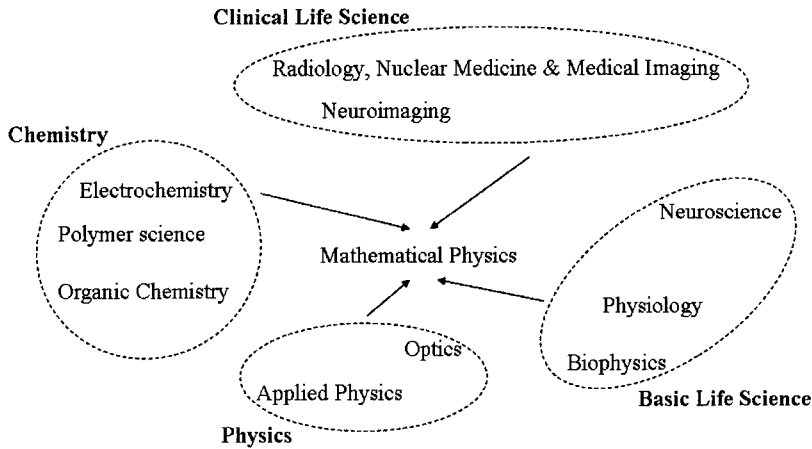 Clinical Life Science
Radiology, Nuclear Medicine & Medical Imaging
Neuroimaging
Chemistry
Electrochemistry
Polymer science
Organic Chemistry
Mathematical Physics
Neuroscience
Physiology
Biophysics
Basic Life Science
Optics
Applied Physics
Physics